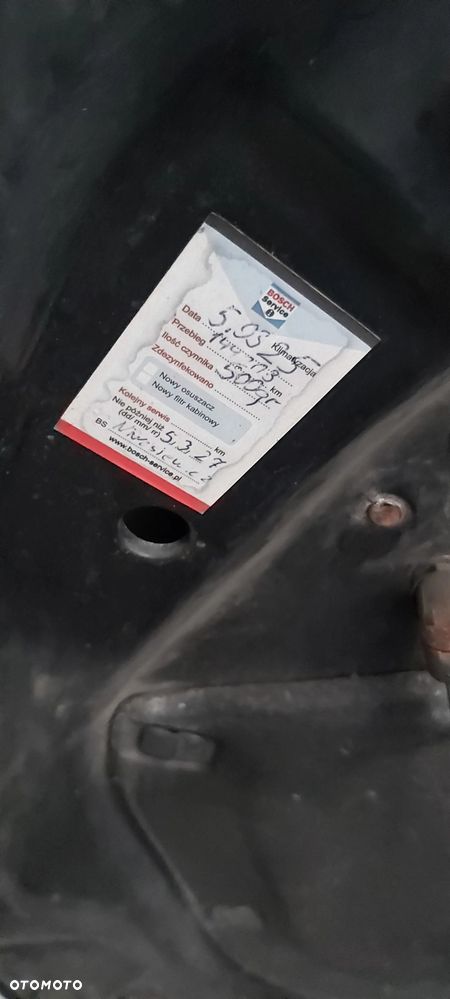 BOSCH
Service
Klimatyzacja
Data 5,03 25
Przebieg km
Ilość czynnika 500gr
Zdezynfekowano
Nowy osuszacz
Nowy filtr kabinowy
Kolejny serwis km
Nie później niż
(dd/ mm/ rr) 5.3.27
BS
www.bosch-service.pl
OTOMOTO